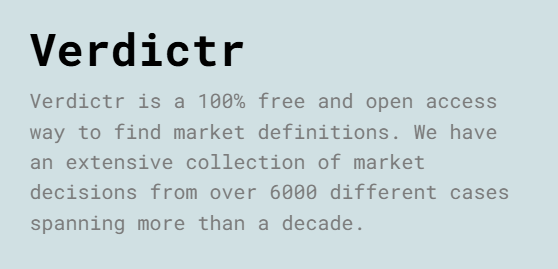 Verdictr
Verdictr is a 100% free and open access
way to find market definitions. We have
an extensive collection of market
decisions from over 6000 different cases
spanning more than a decade.